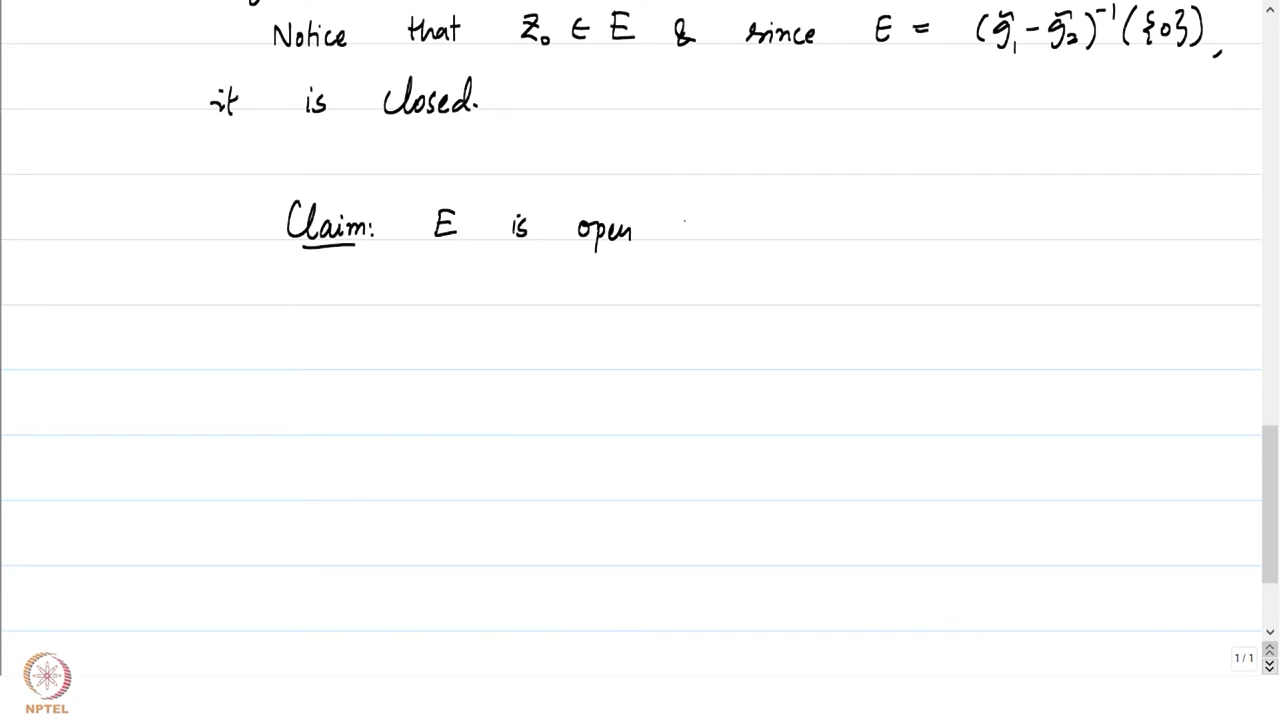 Notice that z₀ ∈ E & since E = (g̃₁ - g̃₂)⁻¹({0}),
it is closed.
Claim: E is open
1 / 1
NPTEL